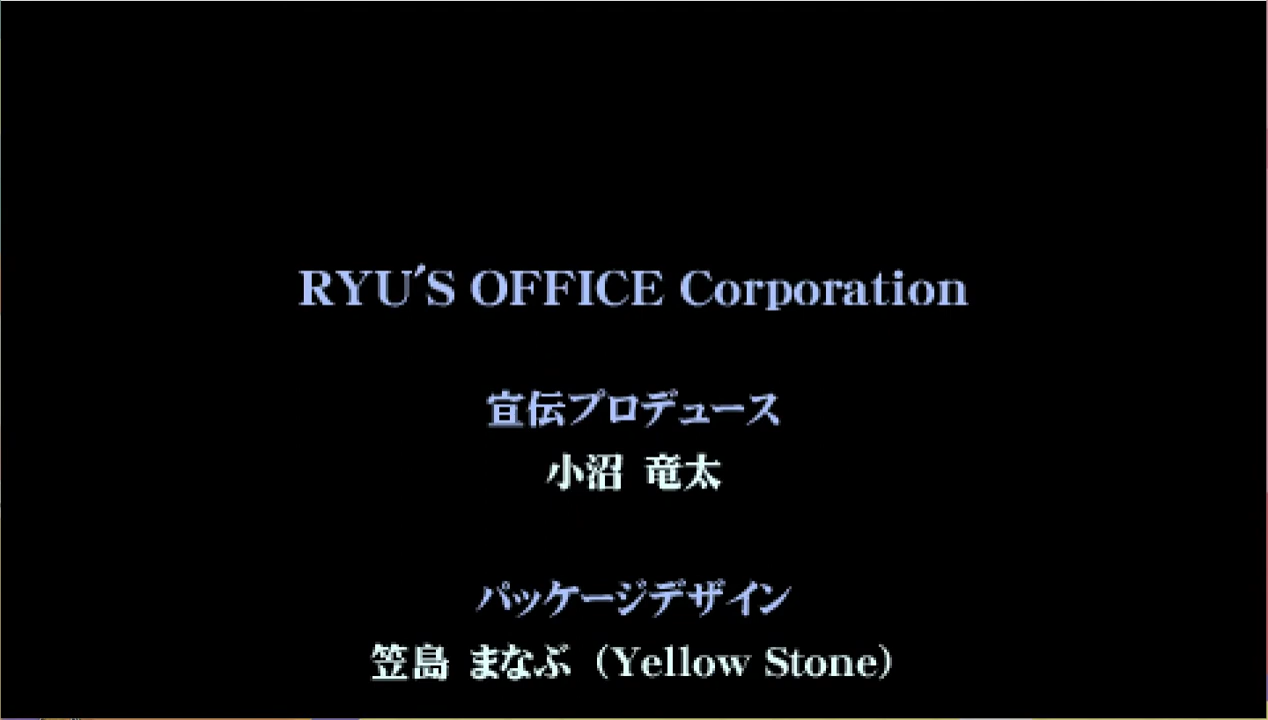 RYU'S OFFICE Corporation
宣伝プロデュース
小沼 竜太
パッケージデザイン
笠島 まなぶ（Yellow Stone）